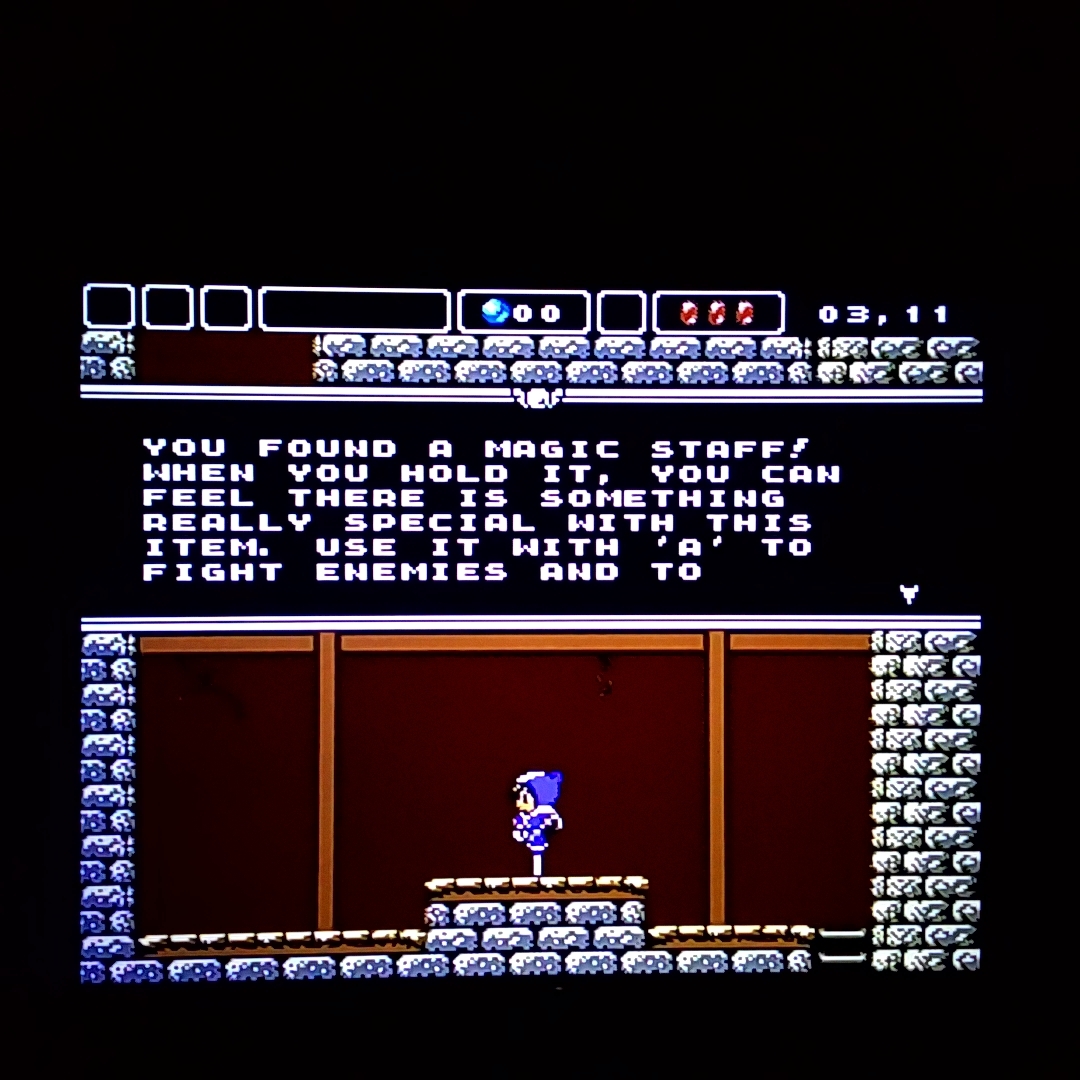 00 03,11
YOU FOUND A MAGIC STAFF!
WHEN YOU HOLD IT, YOU CAN
FEEL THERE IS SOMETHING
REALLY SPECIAL WITH THIS
ITEM. USE IT WITH 'A' TO
FIGHT ENEMIES AND TO